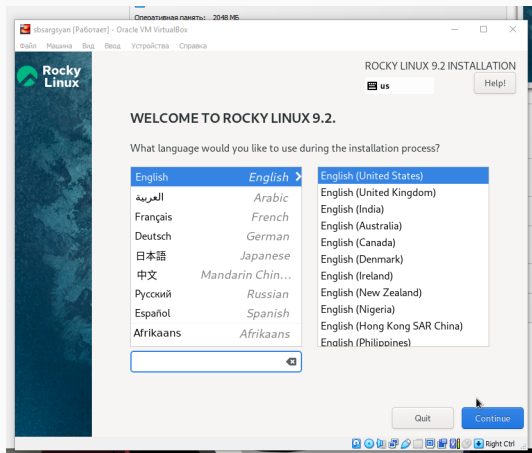 Оперативная память: 2048 МБ
sbsargsyan [Работает] - Oracle VM VirtualBox
Файл Машина Вид Ввод Устройства Справка
Rocky
Linux
ROCKY LINUX 9.2 INSTALLATION
us
Help!
WELCOME TO ROCKY LINUX 9.2.
What language would you like to use during the installation process?
English English
العربية Arabic
Français French
Deutsch German
日本語 Japanese
中文 Mandarin Chin...
Русский Russian
Español Spanish
Afrikaans Afrikaans
English (United States)
English (United Kingdom)
English (India)
English (Australia)
English (Canada)
English (Denmark)
English (Ireland)
English (New Zealand)
English (Nigeria)
English (Hong Kong SAR China)
English (Philippines)
Quit
Continue
Right Ctrl